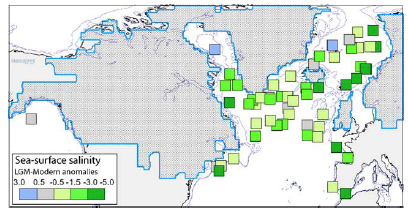 Sea-surface salinity
LGM-Modern anomalies
3.0 0.5 -0.5 -1.5 -3.0 -5.0